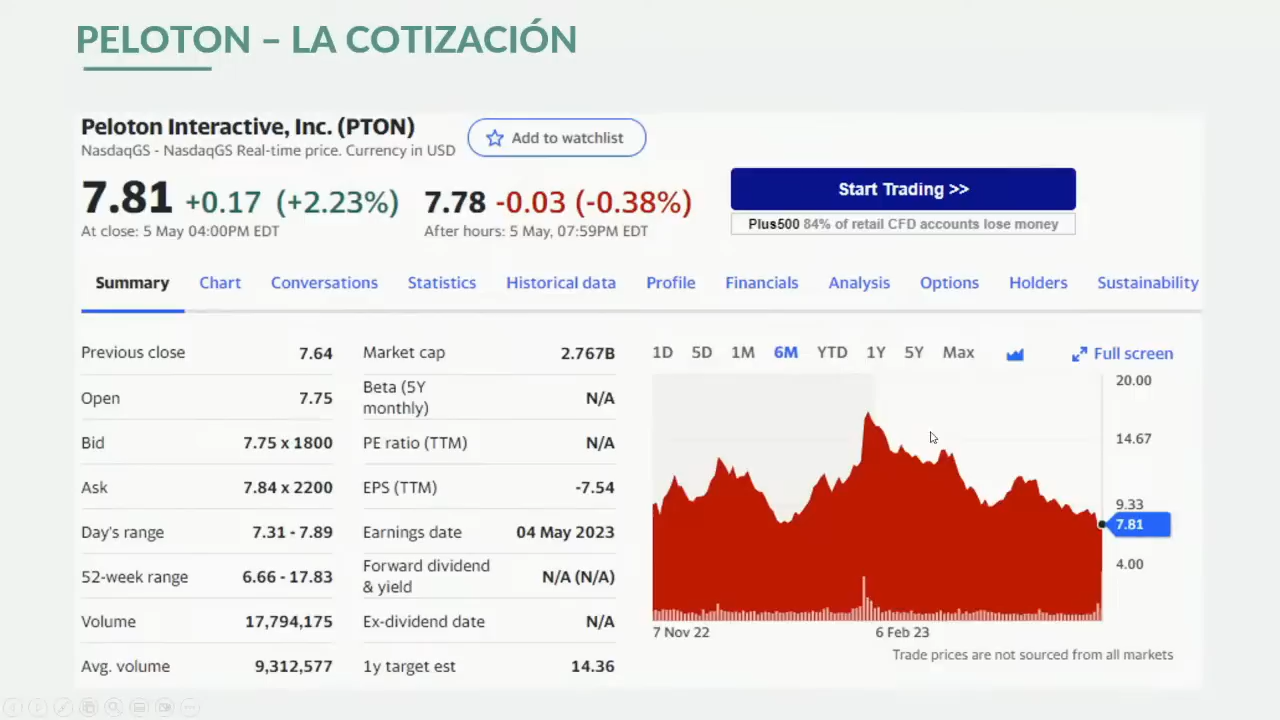 PELOTON – LA COTIZACIÓN
Peloton Interactive, Inc. (PTON)
Add to watchlist
NasdaqGS - NasdaqGS Real-time price. Currency in USD
7.81 +0.17 (+2.23%)
At close: 5 May 04:00PM EDT
7.78 -0.03 (-0.38%)
After hours: 5 May, 07:59PM EDT
Start Trading >>
Plus500 84% of retail CFD accounts lose money
Summary Chart Conversations Statistics Historical data Profile Financials Analysis Options Holders Sustainability
Previous close 7.64
Open 7.75
Bid 7.75 x 1800
Ask 7.84 x 2200
Day's range 7.31 - 7.89
52-week range 6.66 - 17.83
Volume 17,794,175
Avg. volume 9,312,577
Market cap 2.767B
Beta (5Y
monthly) N/A
PE ratio (TTM) N/A
EPS (TTM) -7.54
Earnings date 04 May 2023
Forward dividend
& yield N/A (N/A)
Ex-dividend date N/A
1y target est 14.36
1D 5D 1M 6M YTD 1Y 5Y Max Full screen
20.00
14.67
9.33
7.81
4.00
7 Nov 22 6 Feb 23
Trade prices are not sourced from all markets